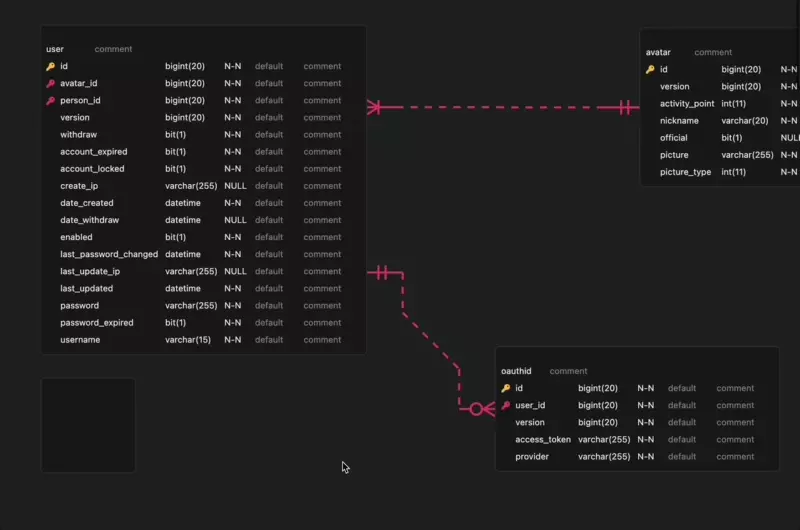 user comment
id bigint(20) N-N default comment
avatar_id bigint(20) N-N default comment
person_id bigint(20) N-N default comment
version bigint(20) N-N default comment
withdraw bit(1) N-N default comment
account_expired bit(1) N-N default comment
account_locked bit(1) N-N default comment
create_ip varchar(255) NULL default comment
date_created datetime N-N default comment
date_withdraw datetime NULL default comment
enabled bit(1) N-N default comment
last_password_changed datetime N-N default comment
last_update_ip varchar(255) NULL default comment
last_updated datetime N-N default comment
password varchar(255) N-N default comment
password_expired bit(1) N-N default comment
username varchar(15) N-N default comment
avatar comment
id bigint(20) N-N
version bigint(20) N-N
activity_point int(11) N-N
nickname varchar(20) N-N
official bit(1) NULL
picture varchar(255) N-N
picture_type int(11) N-N
oauthid comment
id bigint(20) N-N default comment
user_id bigint(20) N-N default comment
version bigint(20) N-N default comment
access_token varchar(255) N-N default comment
provider varchar(255) N-N default comment